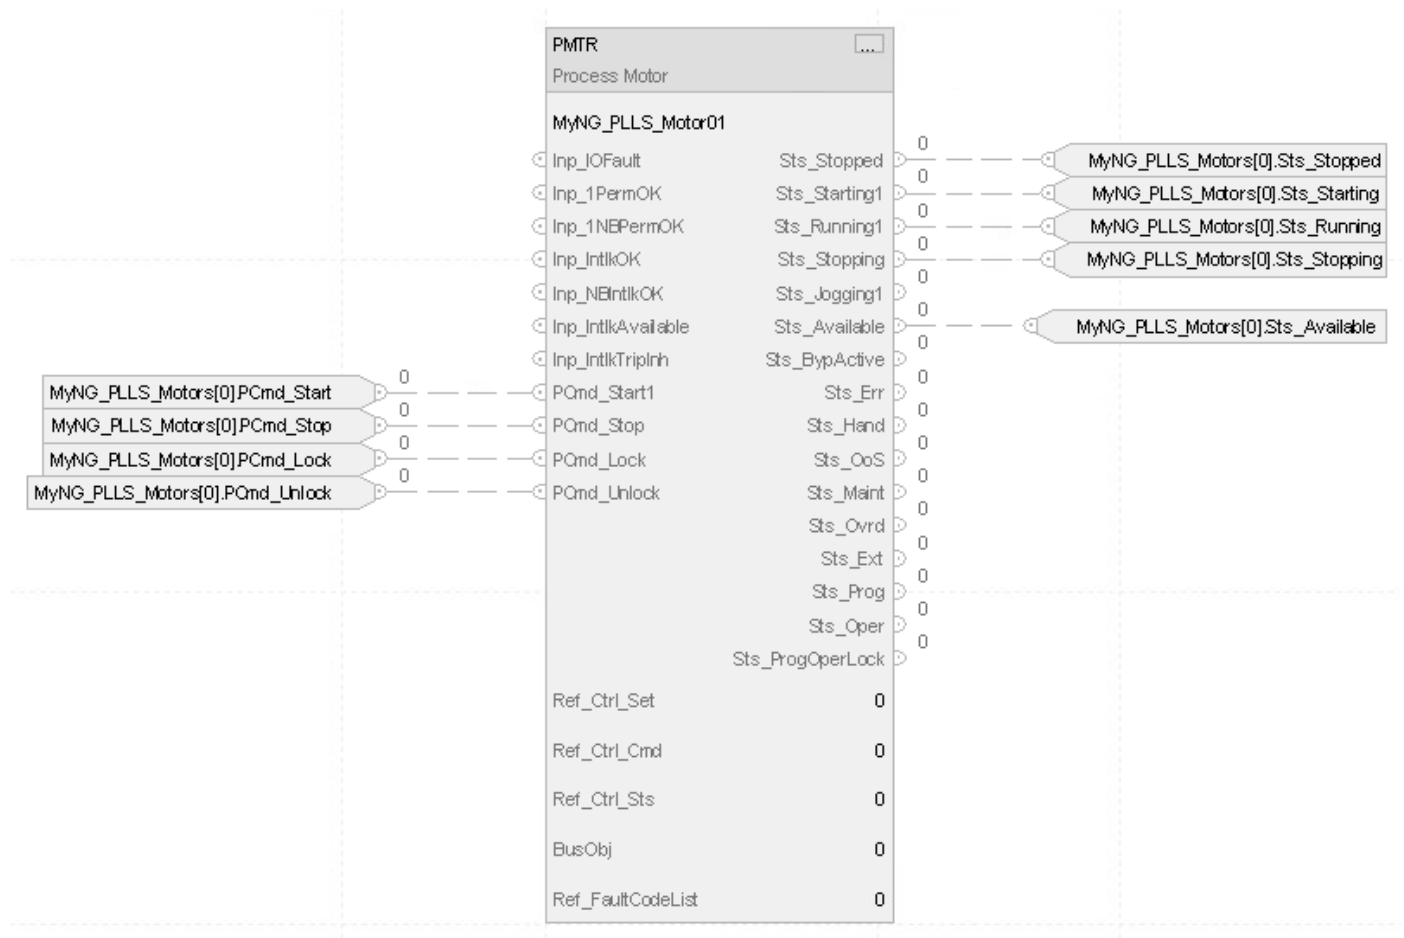 PMTR ...
Process Motor
MyNG_PLLS_Motor01
0
Inp_IOFault Sts_Stopped MyNG_PLLS_Motors[0].Sts_Stopped
0
Inp_1PermOK Sts_Starting1 MyNG_PLLS_Motors[0].Sts_Starting
0
Inp_1NBPermOK Sts_Running1 MyNG_PLLS_Motors[0].Sts_Running
0
Inp_IntlkOK Sts_Stopping MyNG_PLLS_Motors[0].Sts_Stopping
0
Inp_NBIntlkOK Sts_Jogging1
0
Inp_IntlkAvailable Sts_Available MyNG_PLLS_Motors[0].Sts_Available
0
Inp_IntlkTripInh Sts_BypActive
0 0
MyNG_PLLS_Motors[0].PCmd_Start PCmd_Start1 Sts_Err
0 0
MyNG_PLLS_Motors[0].PCmd_Stop PCmd_Stop Sts_Hand
0 0
MyNG_PLLS_Motors[0].PCmd_Lock PCmd_Lock Sts_OoS
0 0
MyNG_PLLS_Motors[0].PCmd_Unlock PCmd_Unlock Sts_Maint
0
Sts_Ovrd
0
Sts_Ext
0
Sts_Prog
0
Sts_Oper
0
Sts_ProgOperLock
Ref_Ctrl_Set 0
Ref_Ctrl_Cmd 0
Ref_Ctrl_Sts 0
BusObj 0
Ref_FaultCodeList 0